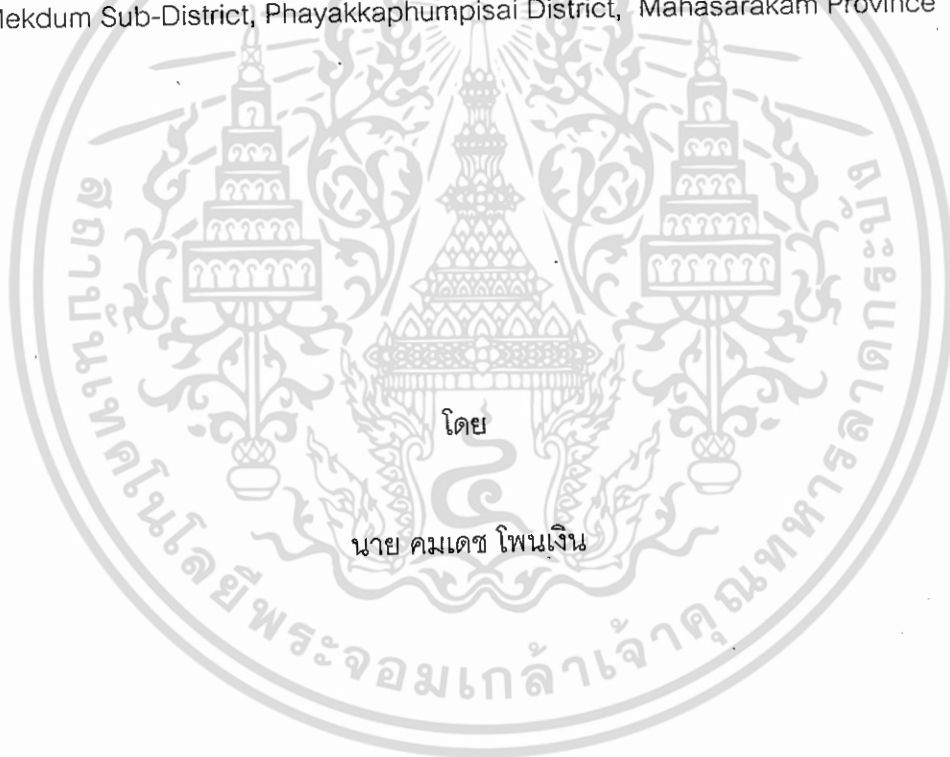 Mekdum Sub-District, Phayakkaphumpisai District, Mahasarakam Province
โดย
นาย คมเดช โพนเงิน
สถาบันเทคโนโลยีพระจอมเกล้าเจ้าคุณทหารลาดกระบัง